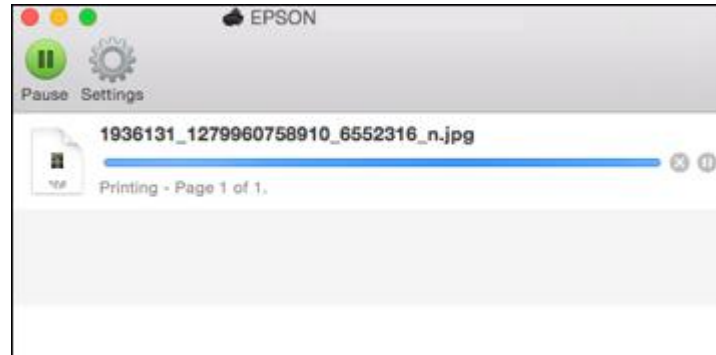 EPSON
Pause Settings
1936131_1279960758910_6552316_n.jpg
Printing - Page 1 of 1.